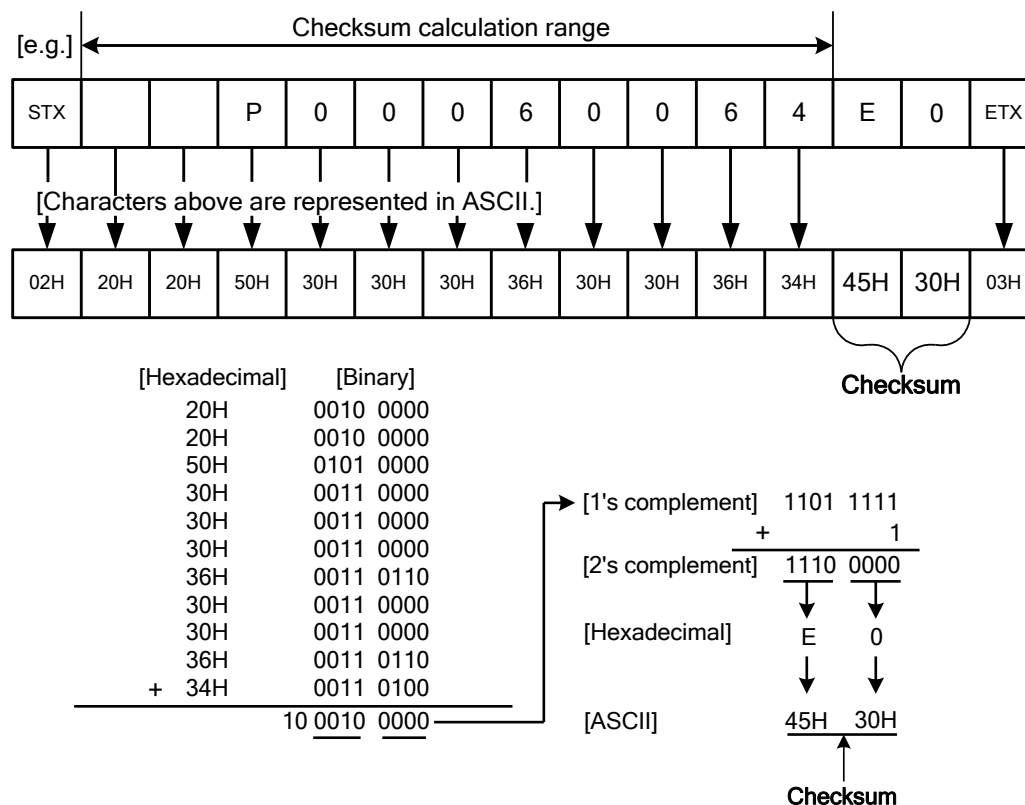 Checksum calculation range
[e.g.]
STX P 0 0 0 6 0 0 6 4 E 0 ETX
[Characters above are represented in ASCII.]
02H 20H 20H 50H 30H 30H 30H 36H 30H 30H 36H 34H 45H 30H 03H
Checksum
[Hexadecimal] [Binary]
20H 0010 0000
20H 0010 0000
50H 0101 0000
30H 0011 0000
30H 0011 0000
30H 0011 0000
36H 0011 0110
30H 0011 0000
30H 0011 0000
36H 0011 0110
+ 34H 0011 0100
10 0010 0000
[1's complement] 1101 1111
+ 1
[2's complement] 1110 0000
[Hexadecimal] E 0
[ASCII] 45H 30H
Checksum